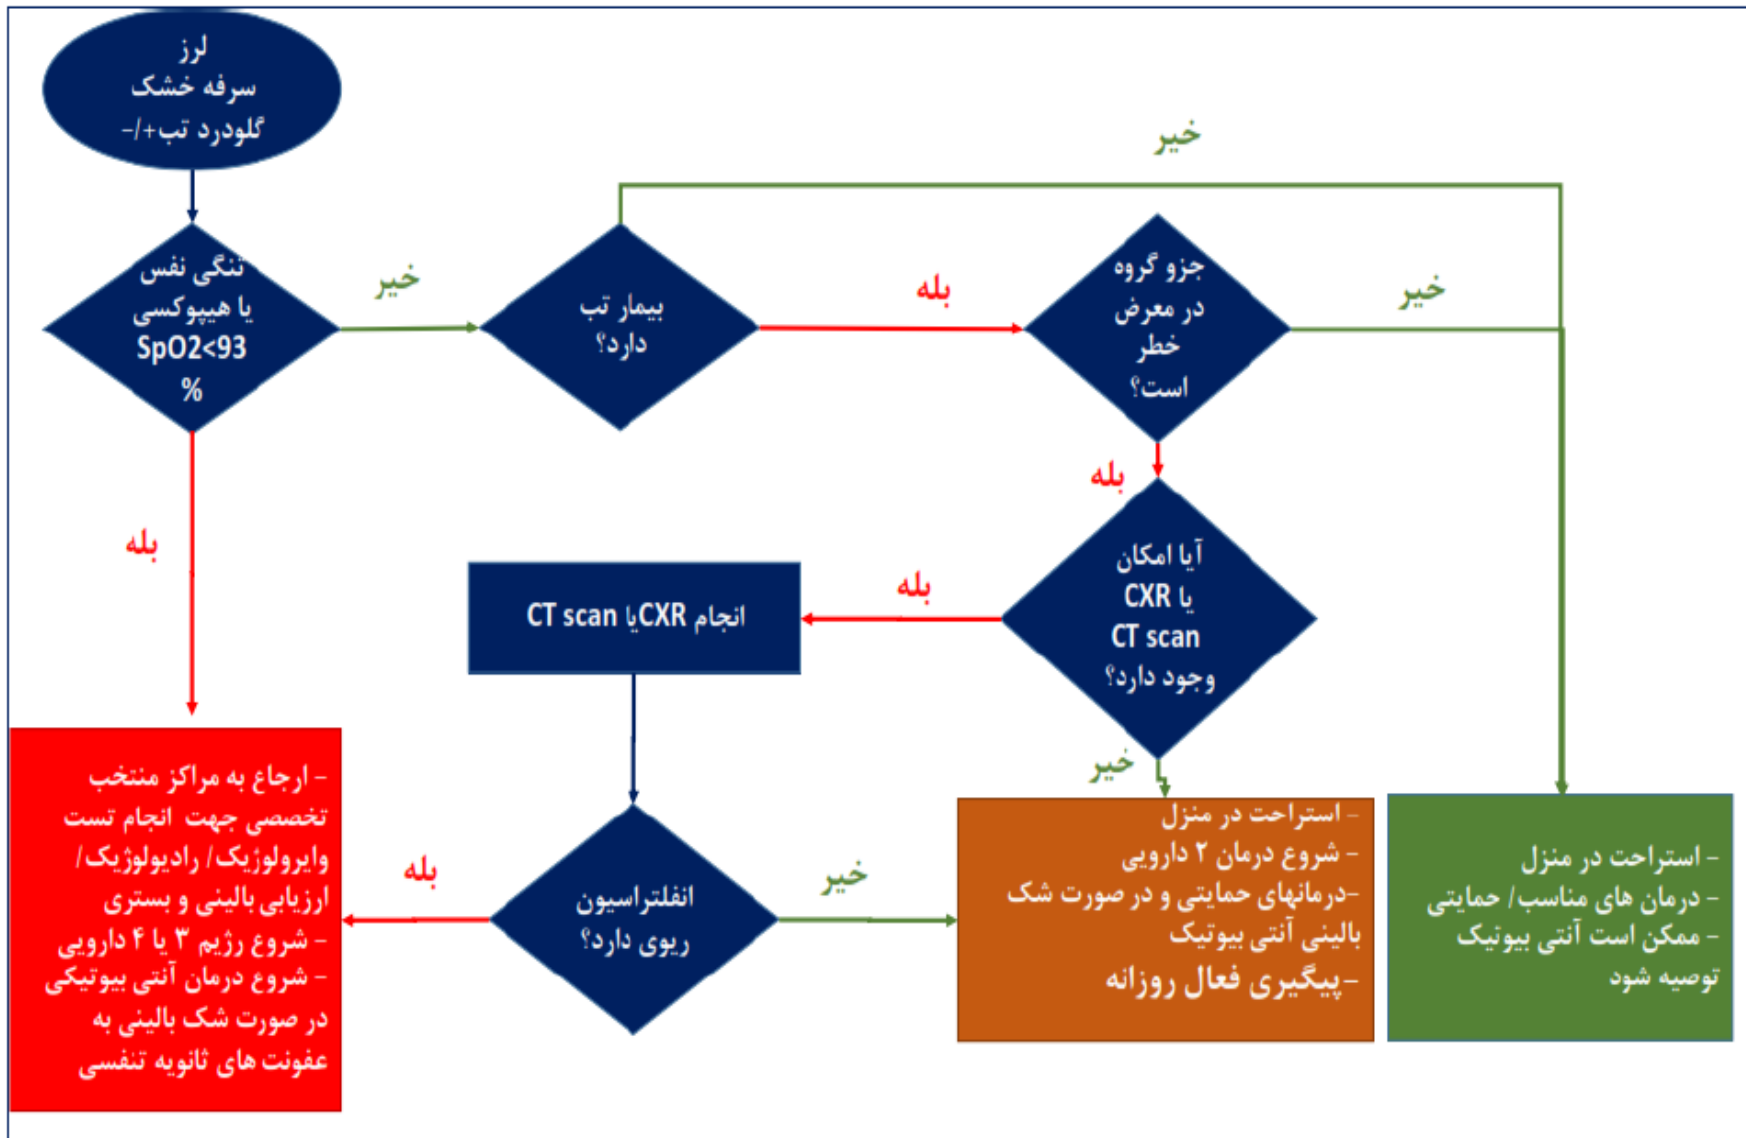 لرز
سرفه خشک
گلودرد تب+/-
خیر
تنگی نفس
یا هیپوکسی
SpO2<93
%
خیر
بیمار تب
دارد؟
بله
جزو گروه
در معرض
خطر
است؟
خیر
بله
بله
آیا امکان
CXR یا
CT scan
وجود دارد؟
بله
انجام CXRیا CT scan
خیر
– ارجاع به مراکز منتخب
تخصصی جهت انجام تست
وایرولوژیک/ رادیولوژیک/
ارزیابی بالینی و بستری
– شروع رژیم ۳ یا ۴ دارویی
– شروع درمان آنتی بیوتیکی
در صورت شک بالینی به
عفونت های ثانویه تنفسی
بله
انفلتراسیون
ریوی دارد؟
خیر
– استراحت در منزل
– شروع درمان ۲ دارویی
–درمانهای حمایتی و در صورت شک
بالینی آنتی بیوتیک
–پیگیری فعال روزانه
– استراحت در منزل
– درمان های مناسب/ حمایتی
– ممکن است آنتی بیوتیک
توصیه شود